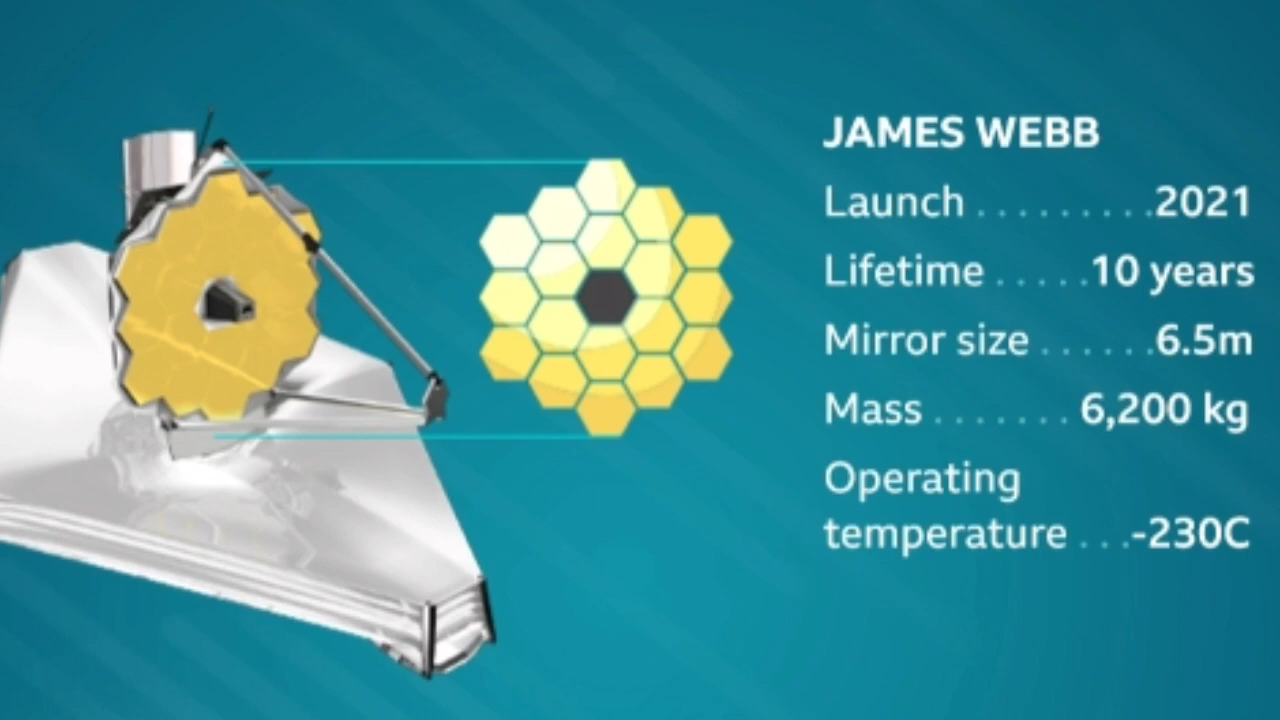 JAMES WEBB
Launch .........2021
Lifetime .....10 years
Mirror size ......6.5m
Mass ....... 6,200 kg
Operating
temperature ...-230C